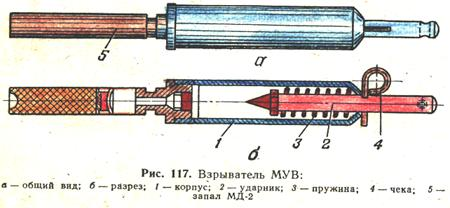 5
а
1
б
3
2
4
Рис. 117. Взрыватель МУВ:
а — общий вид; б — разрез; 1 — корпус; 2 — ударник; 3 — пружина; 4 — чека; 5 —
запал МД-2